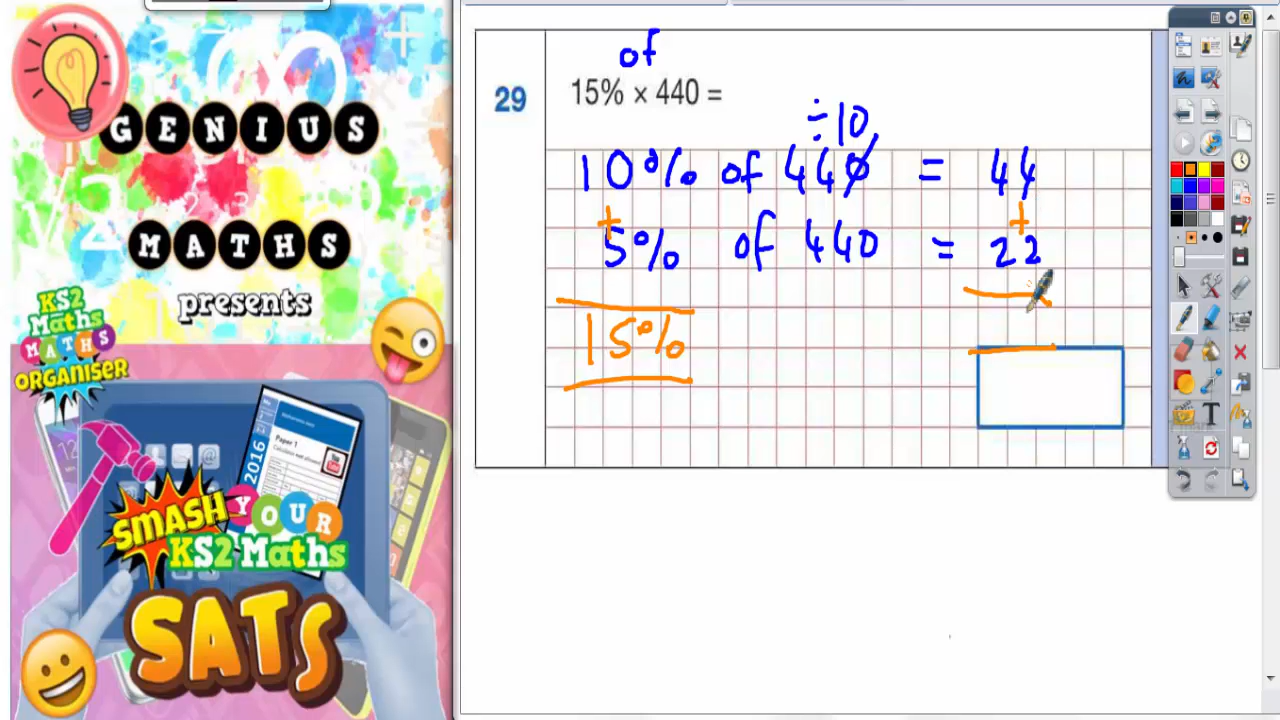 GENIUS
MATHS
presents
KS2
Maths
MATHS
ORGANISER
2016
Paper 1
SMASH YOUR
KS2 Maths
SATS
of
29
15% × 440 =
÷10
10% of 440 = 44
+
+
5% of 440 = 22
15%